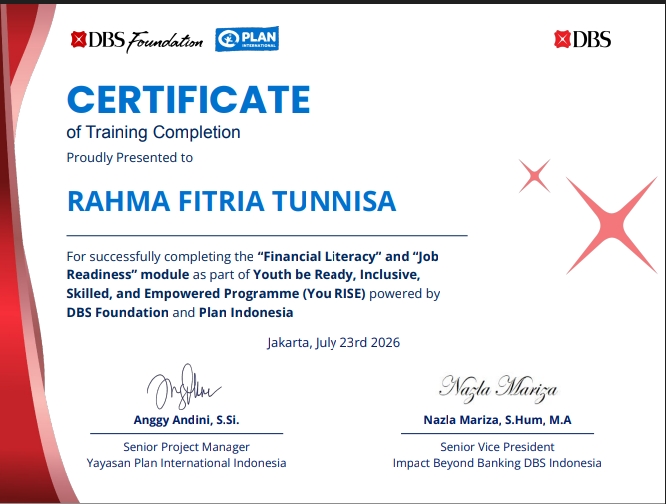 DBS Foundation
PLAN
INTERNATIONAL
DBS
CERTIFICATE
of Training Completion
Proudly Presented to
RAHMA FITRIA TUNNISA
For successfully completing the “Financial Literacy” and “Job
Readiness” module as part of Youth be Ready, Inclusive,
Skilled, and Empowered Programme (You RISE) powered by
DBS Foundation and Plan Indonesia
Jakarta, July 23rd 2026
Nazla Mariza
Anggy Andini, S.Si.
Nazla Mariza, S.Hum, M.A
Senior Project Manager
Senior Vice President
Yayasan Plan International Indonesia
Impact Beyond Banking DBS Indonesia